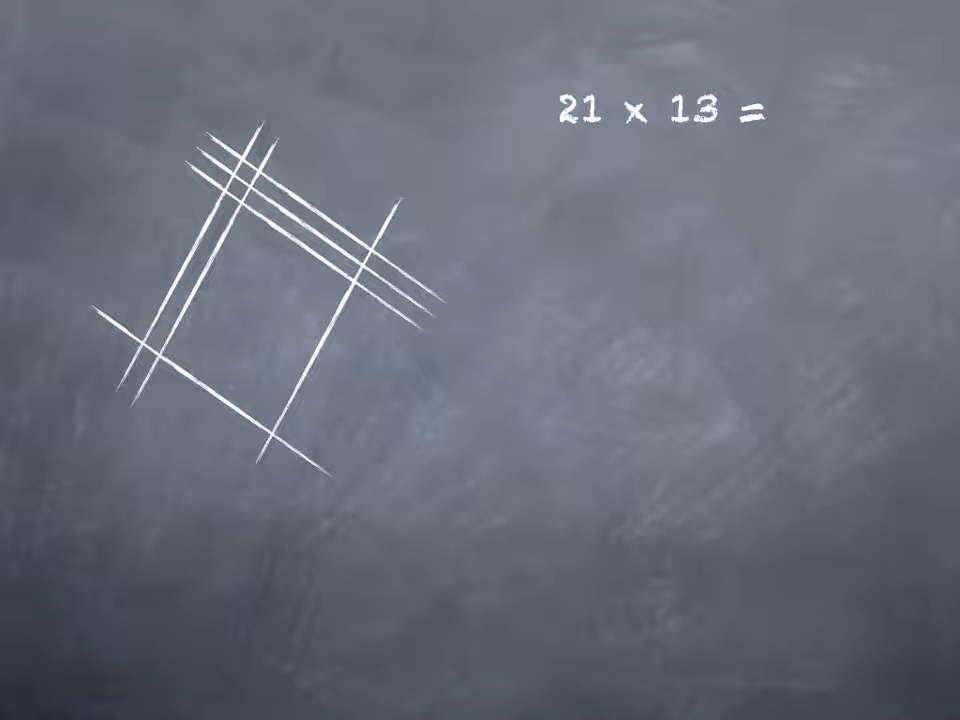 21 x 13 =